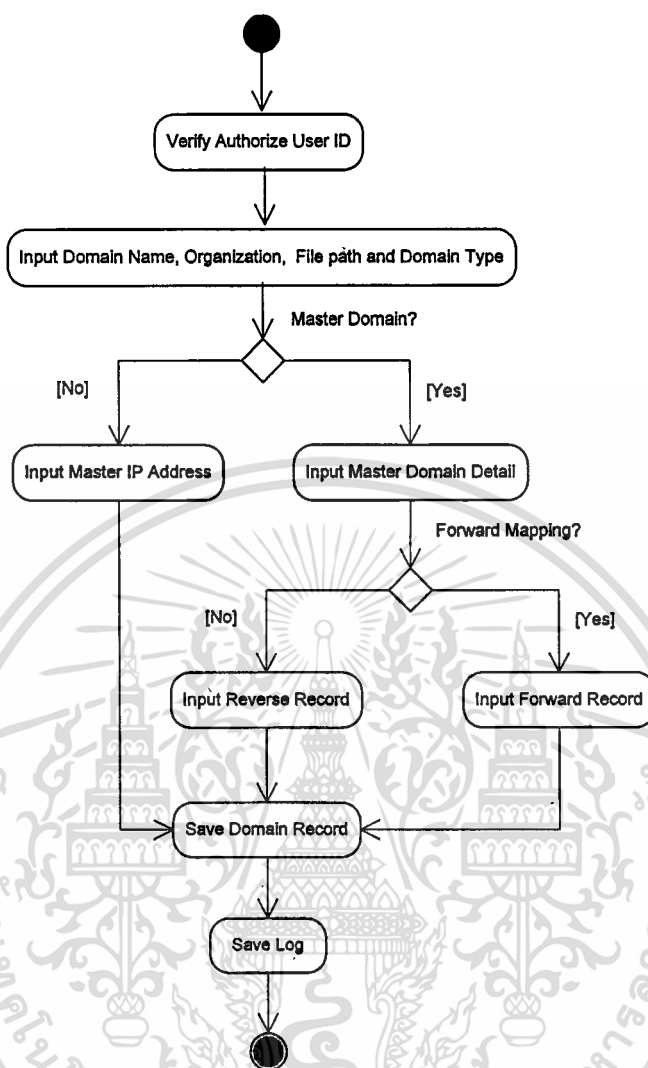 Verify Authorize User ID
Input Domain Name, Organization, File path and Domain Type
Master Domain?
[No]
[Yes]
Input Master IP Address
Input Master Domain Detail
Forward Mapping?
[No]
[Yes]
Input Reverse Record
Input Forward Record
Save Domain Record
Save Log